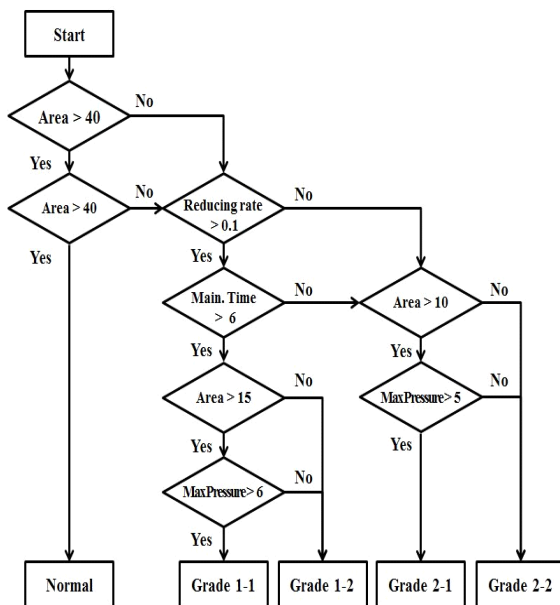 Start
Area > 40
No
Yes
Area > 40
No
Reducing rate
> 0.1
No
Yes
Yes
Main. Time
> 6
No
Area > 10
No
Yes
Yes
Area > 15
No
MaxPressure > 5
No
Yes
Yes
MaxPressure > 6
No
Yes
Normal
Grade 1-1
Grade 1-2
Grade 2-1
Grade 2-2